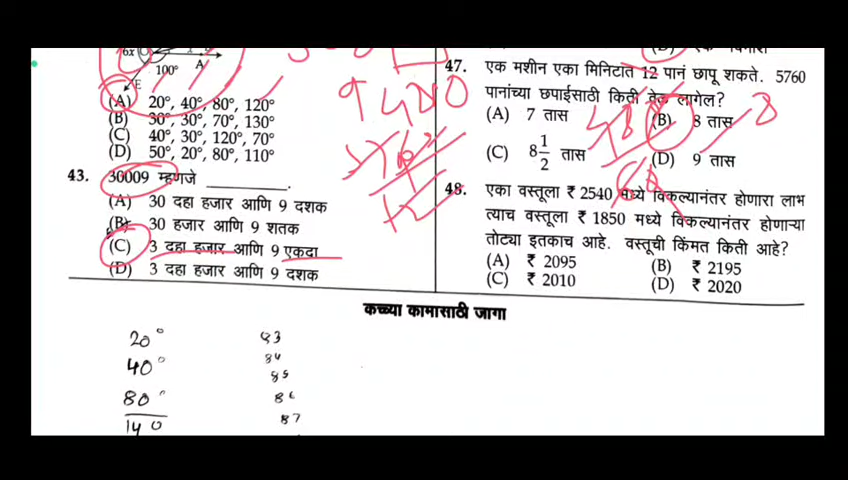 6x
100°
E
A
(A) 20°, 40°, 80°, 120°
(B) 30°, 30°, 70°, 130°
(C) 40°, 30°, 120°, 70°
(D) 50°, 20°, 80°, 110°
43. 30009 म्हणजे ____________.
(A) 30 दहा हजार आणि 9 दशक
(B) 30 हजार आणि 9 शतक
(C) 3 दहा हजार आणि 9 एकदा
(D) 3 दहा हजार आणि 9 दशक
47. एक मशीन एका मिनिटात 12 पानं छापू शकते. 5760
पानांच्या छपाईसाठी किती वेळ लागेल?
(A) 7 तास (B) 8 तास
(C) 8 1/2 तास (D) 9 तास
48. एका वस्तूला ₹ 2540 मध्ये विकल्यानंतर होणारा लाभ
त्याच वस्तूला ₹ 1850 मध्ये विकल्यानंतर होणाऱ्या
तोट्या इतकाच आहे. वस्तूची किंमत किती आहे?
(A) ₹ 2095 (B) ₹ 2195
(C) ₹ 2010 (D) ₹ 2020
कच्च्या कामासाठी जागा
20°
40°
80°
140
83
84
85
86
87